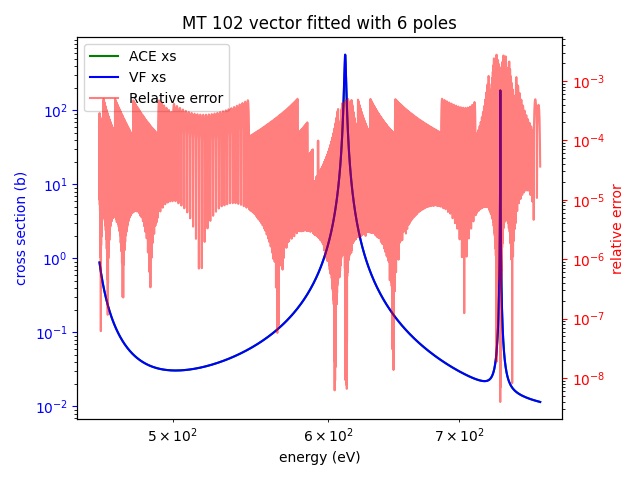 MT 102 vector fitted with 6 poles
ACE xs
VF xs
Relative error
cross section (b)
10²
10¹
10⁰
10⁻¹
10⁻²
10⁻³
10⁻⁴
10⁻⁵
10⁻⁶
10⁻⁷
10⁻⁸
relative error
5 × 10² 6 × 10² 7 × 10²
energy (eV)